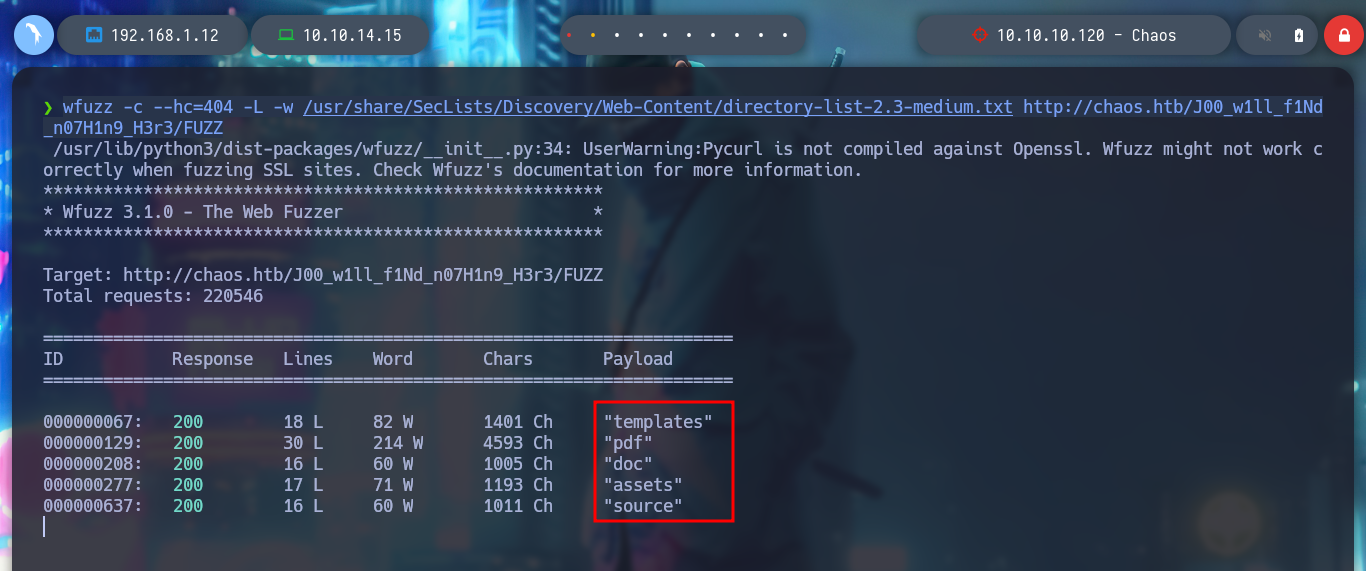 192.168.1.12 10.10.14.15 10.10.10.120 - Chaos
❯ wfuzz -c --hc=404 -L -w /usr/share/SecLists/Discovery/Web-Content/directory-list-2.3-medium.txt http://chaos.htb/J00_w1ll_f1Nd
_n07H1n9_H3r3/FUZZ
/usr/lib/python3/dist-packages/wfuzz/__init__.py:34: UserWarning:Pycurl is not compiled against Openssl. Wfuzz might not work c
orrectly when fuzzing SSL sites. Check Wfuzz's documentation for more information.
********************************************************
* Wfuzz 3.1.0 - The Web Fuzzer                         *
********************************************************
Target: http://chaos.htb/J00_w1ll_f1Nd_n07H1n9_H3r3/FUZZ
Total requests: 220546
=====================================================================
ID           Response   Lines    Word       Chars       Payload
=====================================================================
000000067:   200        18 L     82 W       1401 Ch     "templates"
000000129:   200        30 L     214 W      4593 Ch     "pdf"
000000208:   200        16 L     60 W       1005 Ch     "doc"
000000277:   200        17 L     71 W       1193 Ch     "assets"
000000637:   200        16 L     60 W       1011 Ch     "source"